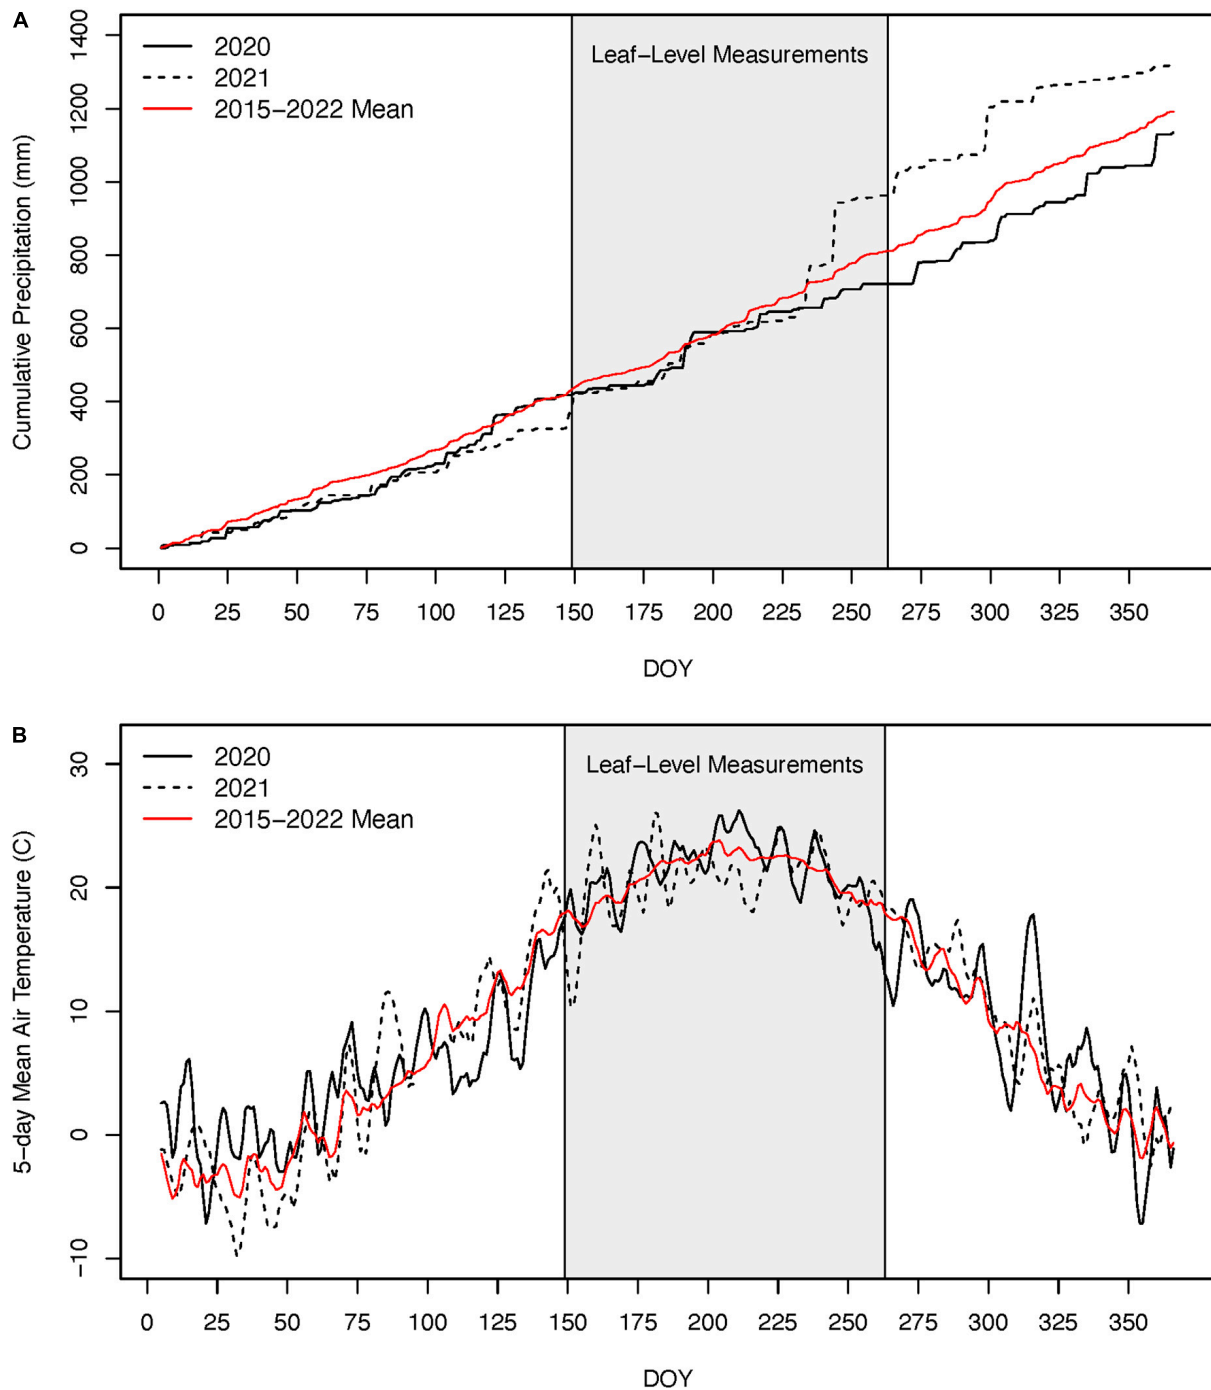 A
2020
2021
2015–2022 Mean
Leaf–Level Measurements
Cumulative Precipitation (mm)
1400
1200
1000
800
600
400
200
0
0 25 50 75 100 125 150 175 200 225 250 275 300 325 350
DOY
B
2020
2021
2015–2022 Mean
Leaf–Level Measurements
5-day Mean Air Temperature (C)
30
20
10
0
–10
0 25 50 75 100 125 150 175 200 225 250 275 300 325 350
DOY